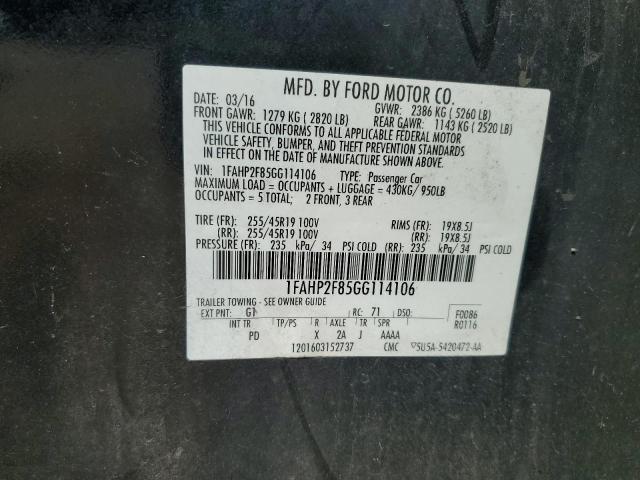 MFD. BY FORD MOTOR CO.
DATE: 03/16 GVWR: 2386 KG ( 5260 LB)
FRONT GAWR: 1279 KG ( 2820 LB) REAR GAWR: 1143 KG ( 2520 LB)
THIS VEHICLE CONFORMS TO ALL APPLICABLE FEDERAL MOTOR
VEHICLE SAFETY, BUMPER, AND THEFT PREVENTION STANDARDS
IN EFFECT ON THE DATE OF MANUFACTURE SHOWN ABOVE.
VIN: 1FAHP2F85GG114106 TYPE: Passenger Car
MAXIMUM LOAD = OCCUPANTS + LUGGAGE = 430KG/ 950LB
OCCUPANTS = 5 TOTAL; 2 FRONT, 3 REAR
TIRE (FR): 255/45R19 100V RIMS (FR): 19X8.5J
(RR): 255/45R19 100V (RR): 19X8.5J
PRESSURE (FR): 235 kPa/ 34 PSI COLD (RR): 235 kPa/ 34 PSI COLD
1FAHP2F85GG114106
TRAILER TOWING - SEE OWNER GUIDE
EXT PNT: G1 RC: 71 DSO: F0086
INT TR TP/PS R AXLE TR SPR R0116
PD X 2A J AAAA
1201603152737 CMC 5U5A-5420472-AA